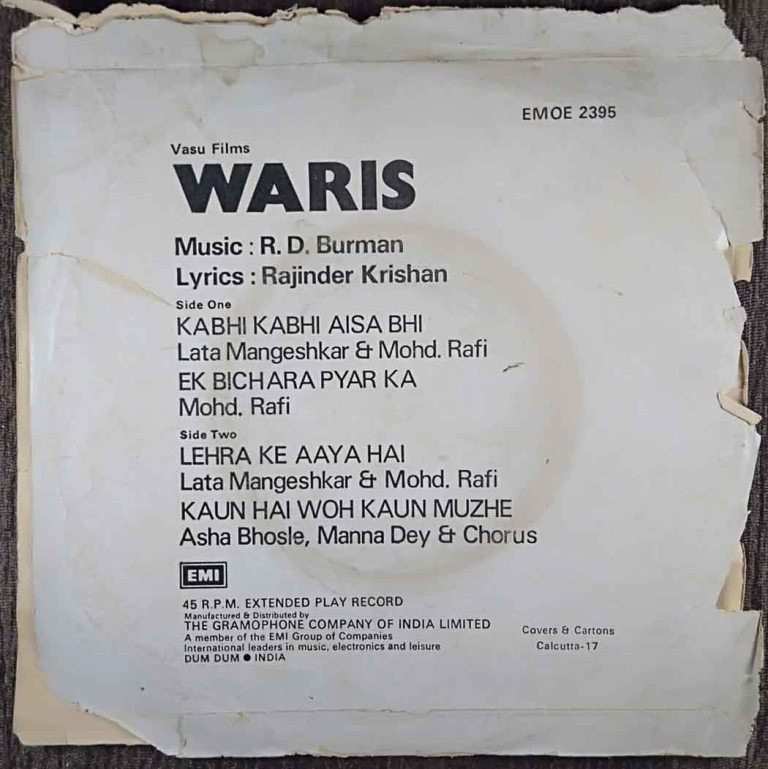 EMOE 2395
Vasu Films
WARIS
Music : R. D. Burman
Lyrics : Rajinder Krishan
Side One
KABHI KABHI AISA BHI
Lata Mangeshkar & Mohd. Rafi
EK BICHARA PYAR KA
Mohd. Rafi
Side Two
LEHRA KE AAYA HAI
Lata Mangeshkar & Mohd. Rafi
KAUN HAI WOH KAUN MUZHE
Asha Bhosle, Manna Dey & Chorus
EMI
45 R.P.M. EXTENDED PLAY RECORD
Manufactured & Distributed by
THE GRAMOPHONE COMPANY OF INDIA LIMITED
A member of the EMI Group of Companies
International leaders in music, electronics and leisure
DUM DUM ● INDIA
Covers & Cartons
Calcutta-17